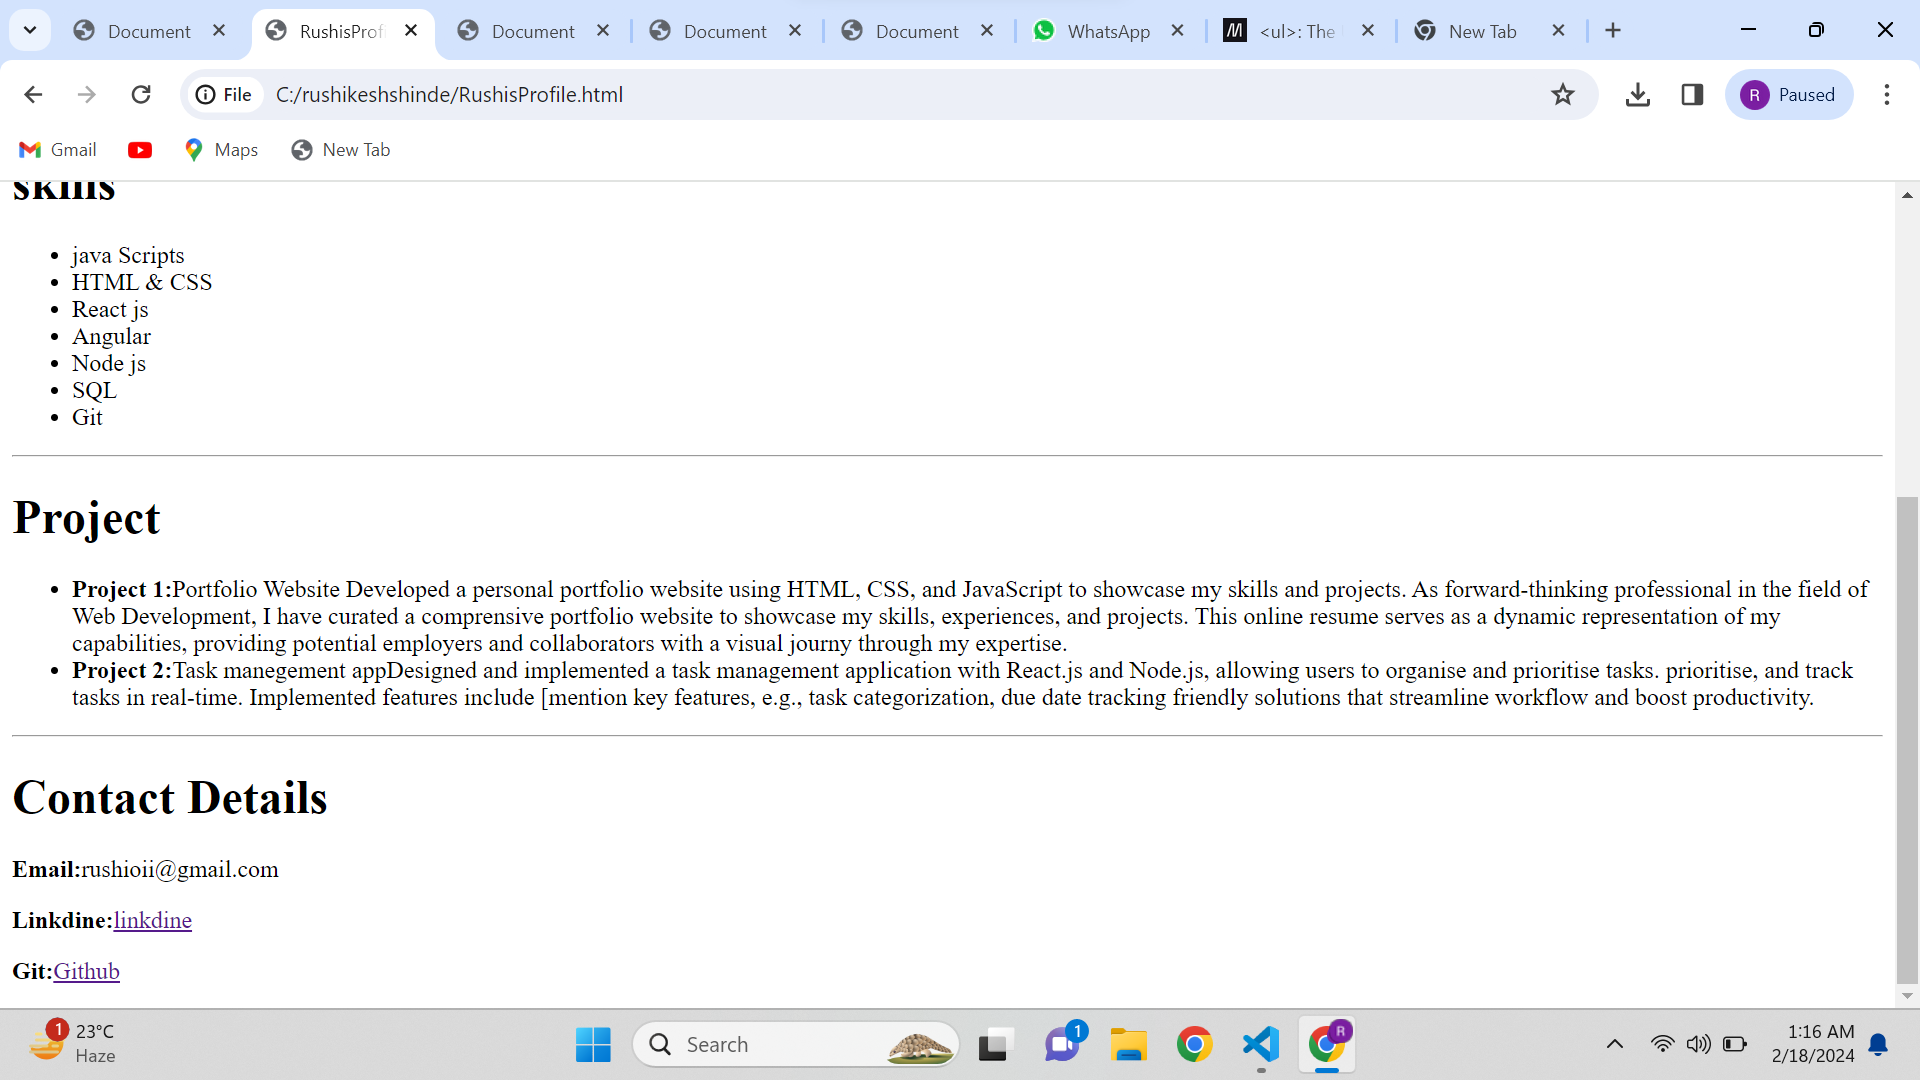 Document
RushisProfi
Document
Document
Document
WhatsApp
<ul>: The
New Tab
File
C:/rushikeshshinde/RushisProfile.html
R
Paused
Gmail
Maps
New Tab
skills
java Scripts
HTML & CSS
React js
Angular
Node js
SQL
Git
Project
Project 1:Portfolio Website Developed a personal portfolio website using HTML, CSS, and JavaScript to showcase my skills and projects. As forward-thinking professional in the field of
Web Development, I have curated a comprensive portfolio website to showcase my skills, experiences, and projects. This online resume serves as a dynamic representation of my
capabilities, providing potential employers and collaborators with a visual journy through my expertise.
Project 2:Task manegement appDesigned and implemented a task management application with React.js and Node.js, allowing users to organise and prioritise tasks. prioritise, and track
tasks in real-time. Implemented features include [mention key features, e.g., task categorization, due date tracking friendly solutions that streamline workflow and boost productivity.
Contact Details
Email:rushioii@gmail.com
Linkdine:linkdine
Git:Github
1
23°C
Haze
Search
1
R
1:16 AM
2/18/2024